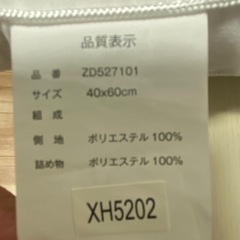 品質表示
品 番 ZD527101
サイズ 40x60cm
組 成
側 地 ポリエステル100%
詰め物 ポリエステル100%
XH5202